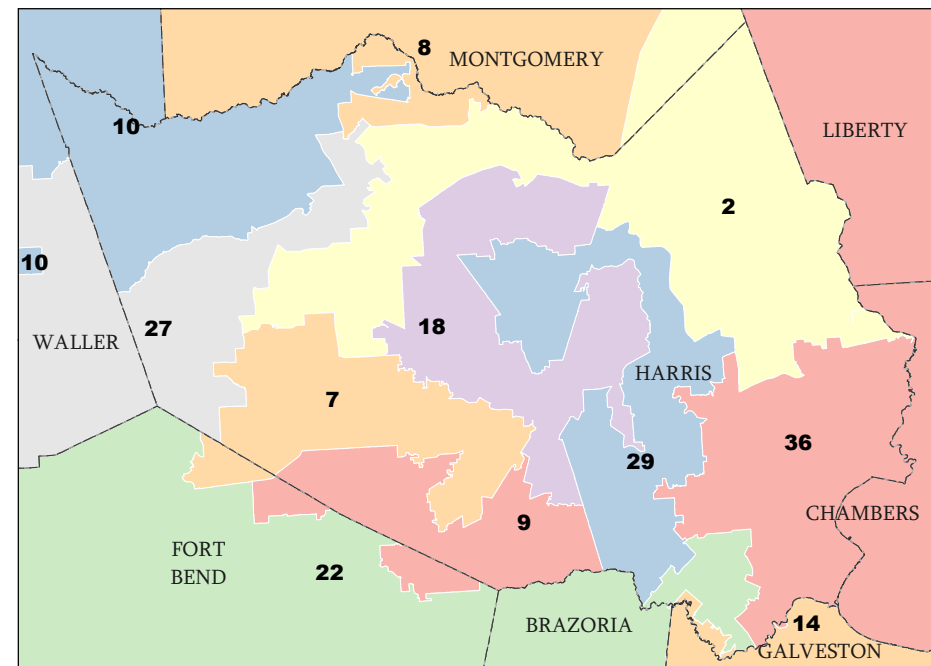 8
MONTGOMERY
10
LIBERTY
2
10
18
27
WALLER
HARRIS
7
36
29
CHAMBERS
9
FORT
BEND
22
BRAZORIA
14
GALVESTON